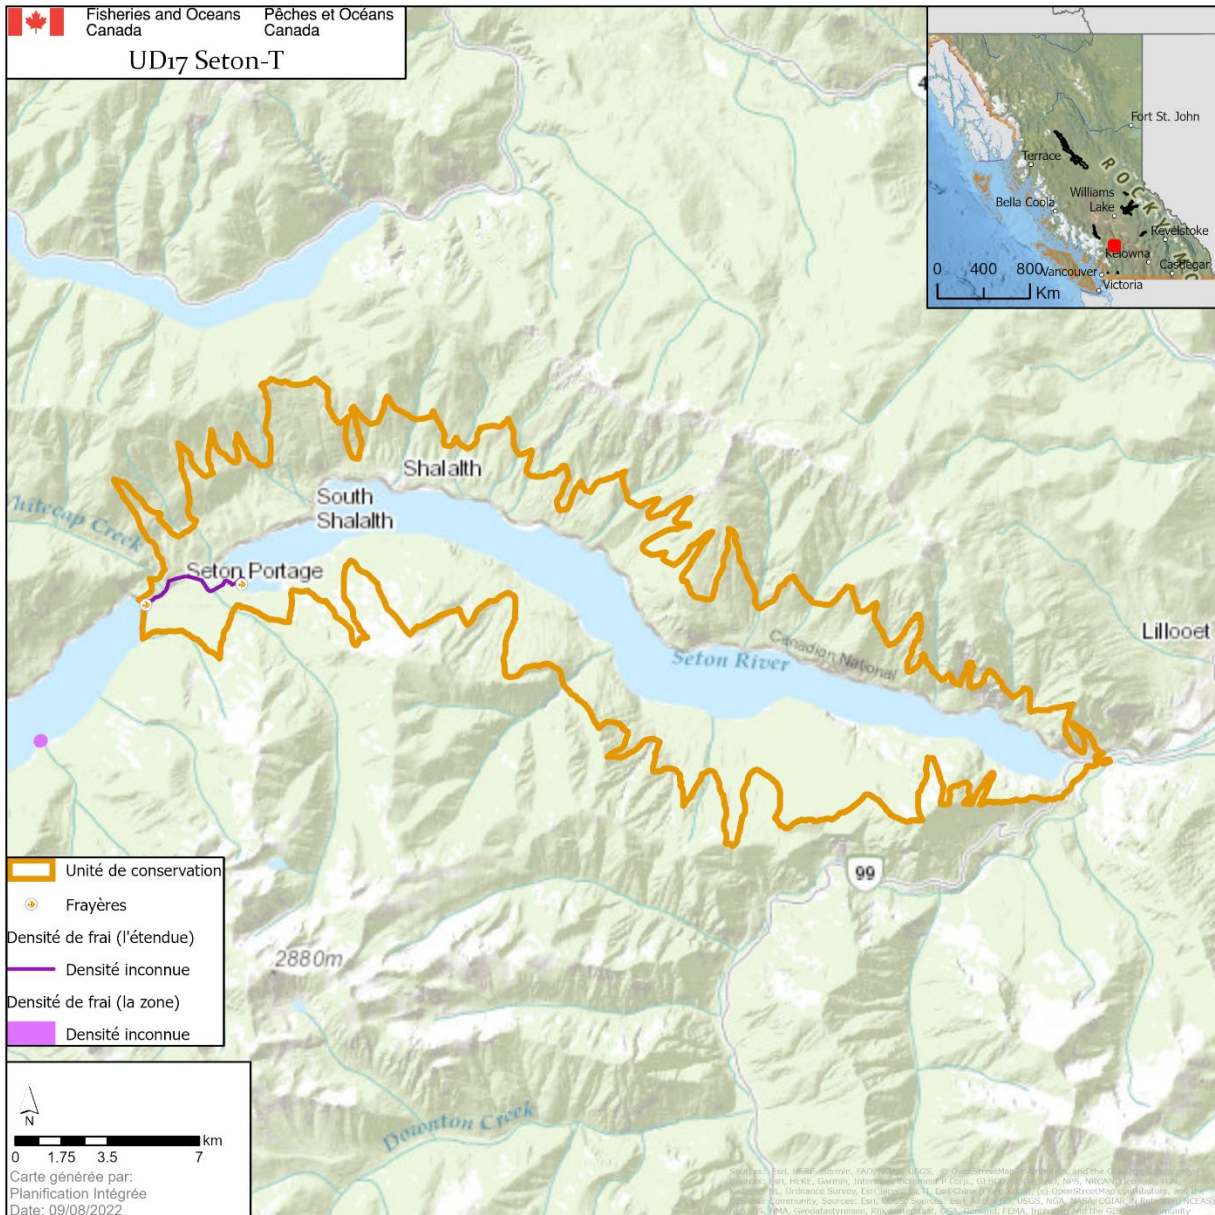 Fisheries and Oceans Canada
Pêches et Océans Canada
UD17 Seton-T
Fort St. John
Terrace
ROCKY
Williams Lake
Bella Coola
Revelstoke
Kelowna
Castlegar
Vancouver
Victoria
0 400 800
Km
Shalalth
South Shalalth
Whitecap Creek
Seton Portage
Lillooet
Canadian National
Seton River
99
2880m
Downton Creek
Unité de conservation
Frayères
Densité de frai (l'étendue)
Densité inconnue
Densité de frai (la zone)
Densité inconnue
N
km
0 1.75 3.5 7
Carte générée par:
Planification Intégrée
Date: 09/08/2022